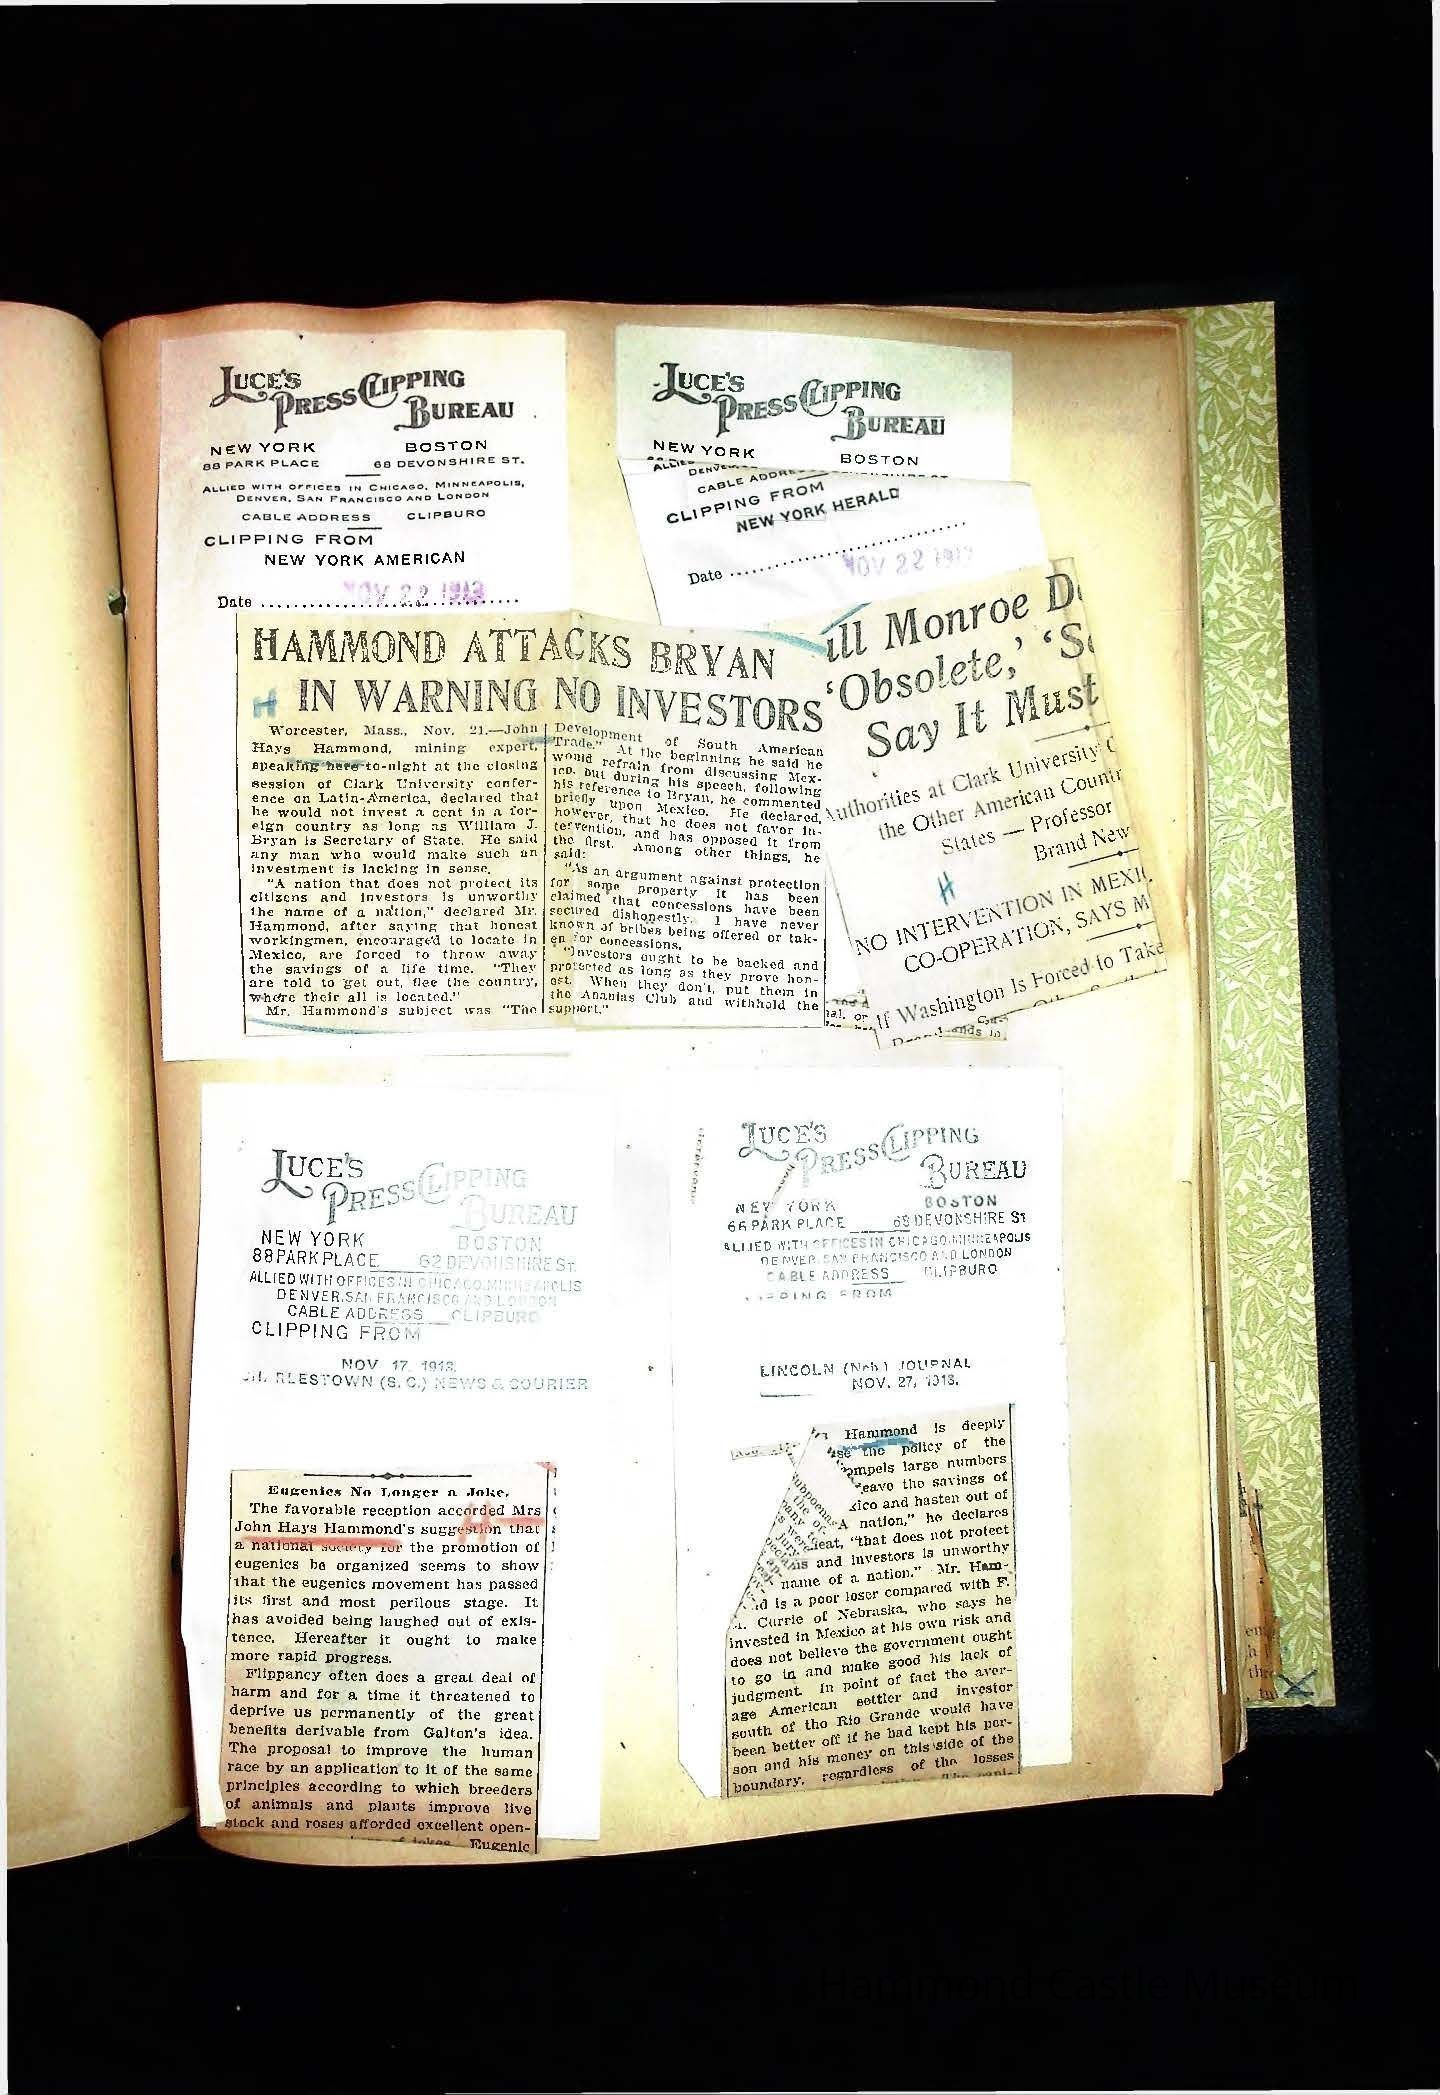 LUCE'S
PRESS CLIPPING
BUREAU
NEW YORK BOSTON
88 PARK PLACE 68 DEVONSHIRE ST.
ALLIED WITH OFFICES IN CHICAGO, MINNEAPOLIS,
DENVER, SAN FRANCISCO AND LONDON
CABLE ADDRESS CLIPBURO
CLIPPING FROM
NEW YORK AMERICAN
Date NOV 22 1913
HAMMOND ATTACKS BRYAN
H IN WARNING NO INVESTORS
Worcester, Mass., Nov. 21.—John
Hays Hammond, mining expert,
speaking here to-night at the closing
session of Clark University confer-
ence on Latin-America, declared that
he would not invest a cent in a for-
eign country as long as William J.
Bryan is Secretary of State. He said
any man who would make such an
investment is lacking in sense.
"A nation that does not protect its
citizens and investors is unworthy
the name of a nation," declared Mr.
Hammond, after saying that honest
workingmen, encouraged to locate in
Mexico, are forced to throw away
the savings of a life time. "They
are told to get out, flee the country,
where their all is located."
Mr. Hammond's subject was "The
Development of South American
Trade." At the beginning he said he
would refrain from discussing Mex-
ico, but during his speech, following
his reference to Bryan, he commented
briefly upon Mexico. He declared,
however, that he does not favor in-
tervention, and has opposed it from
the first. Among other things, he
said:
"As an argument against protection
for some property it has been
claimed that concessions have been
secured dishonestly. I have never
known of bribes being offered or tak-
en for concessions.
"Investors ought to be backed and
protected as long as they prove hon-
est. When they don't, put them in
the Ananias Club and withhold the
support."
LUCE'S
PRESS CLIPPING
BUREAU
NEW YORK BOSTON
ALLIED
DENVE
CABLE ADDRE
CLIPPING FROM
NEW YORK HERALD
Date NOV 22 191
ill Monroe D
'Obsolete,' 'S
Say It Must
Authorities at Clark University
the Other American Countr
States — Professor
Brand New
H
NO INTERVENTION IN MEXI
CO-OPERATION, SAYS M
If Washington Is Forced to Take
LUCE'S
PRESS CLIPPING
BUREAU
NEW YORK BOSTON
88 PARK PLACE 62 DEVONSHIRE ST.
ALLIED WITH OFFICES IN CHICAGO, MINNEAPOLIS
DENVER, SAN FRANCISCO AND LONDON
CABLE ADDRESS CLIPBURO
CLIPPING FROM
NOV 17, 1913.
RLESTOWN (S. C.) NEWS & COURIER
Eugenics No Longer a Joke.
The favorable reception accorded Mrs
John Hays Hammond's suggestion that
a national society for the promotion of
eugenics be organized seems to show
that the eugenics movement has passed
its first and most perilous stage. It
has avoided being laughed out of exis-
tence. Hereafter it ought to make
more rapid progress.
Flippancy often does a great deal of
harm and for a time it threatened to
deprive us permanently of the great
benefits derivable from Galton's idea.
The proposal to improve the human
race by an application to it of the same
principles according to which breeders
of animals and plants improve live
stock and roses afforded excellent open-
Eugenic
LUCE'S
PRESS CLIPPING
BUREAU
NEW YORK BOSTON
66 PARK PLACE 68 DEVONSHIRE ST
ALLIED WITH OFFICES IN CHICAGO, MINNEAPOLIS
DENVER, SAN FRANCISCO AND LONDON
CABLE ADDRESS CLIPBURO
PING FROM
LINCOLN (Neb.) JOURNAL
NOV. 27, 1913.
Hammond is deeply
the policy of the
ompels large numbers
eave the savings of
xico and hasten out of
A nation," he declares
heat, "that does not protect
ns and investors is unworthy
name of a nation." Mr. Ham-
d is a poor loser compared with F.
Currie of Nebraska, who says he
invested in Mexico at his own risk and
does not believe the government ought
to go in and make good his lack of
judgment. In point of fact the aver-
age American settler and investor
south of the Rio Grande would have
been better off if he had kept his per-
son and his money on this side of the
boundary, regardless of the losses
Hammond Castle Museum